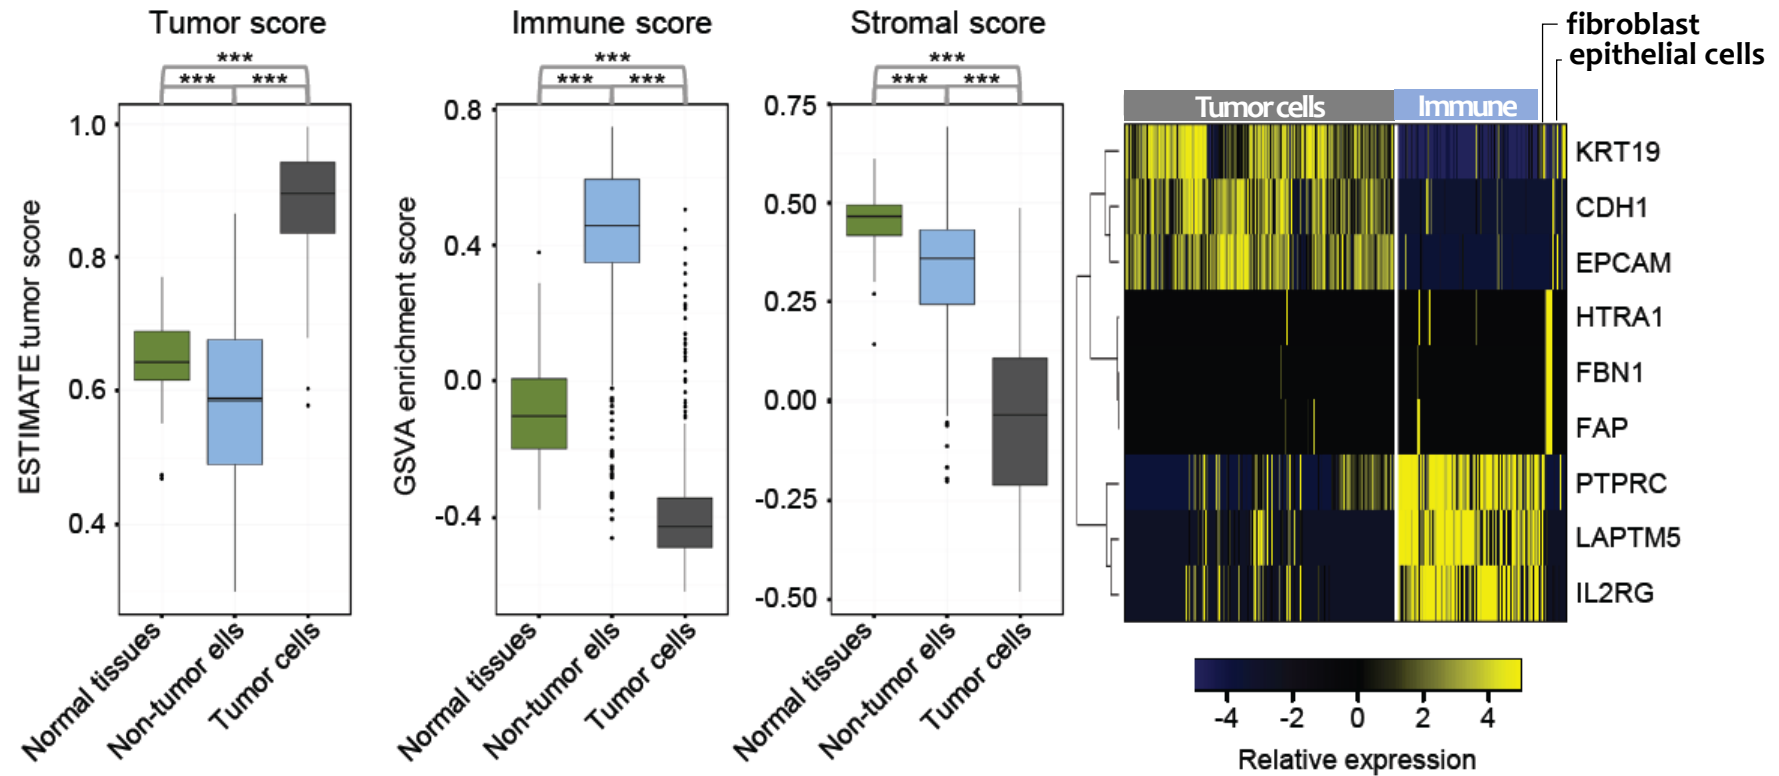 Tumor score
***
*** ***
ESTIMATE tumor score
1.0
0.8
0.6
0.4
Normal tissues
Non-tumor ells
Tumor cells
Immune score
***
*** ***
GSVA enrichment score
0.8
0.4
0.0
-0.4
Normal tissues
Non-tumor ells
Tumor cells
Stromal score
***
*** ***
0.75
0.50
0.25
0.00
-0.25
-0.50
Normal tissues
Non-tumor ells
Tumor cells
fibroblast
epithelial cells
Tumor cells Immune
KRT19
CDH1
EPCAM
HTRA1
FBN1
FAP
PTPRC
LAPTM5
IL2RG
-4 -2 0 2 4
Relative expression